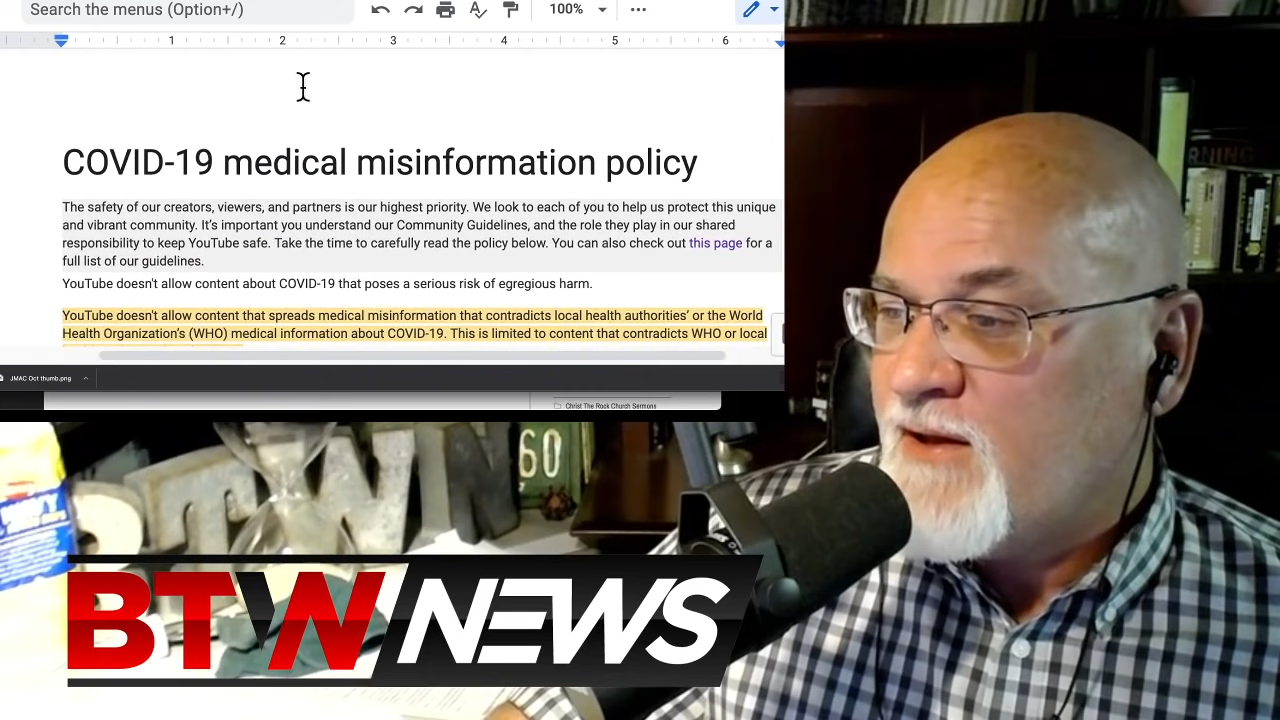 Search the menus (Option+/)
100%
1 2 3 4 5 6
COVID-19 medical misinformation policy
The safety of our creators, viewers, and partners is our highest priority. We look to each of you to help us protect this unique
and vibrant community. It’s important you understand our Community Guidelines, and the role they play in our shared
responsibility to keep YouTube safe. Take the time to carefully read the policy below. You can also check out this page for a
full list of our guidelines.
YouTube doesn't allow content about COVID-19 that poses a serious risk of egregious harm.
YouTube doesn't allow content that spreads medical misinformation that contradicts local health authorities’ or the World
Health Organization’s (WHO) medical information about COVID-19. This is limited to content that contradicts WHO or local
JMAC Oct thumb.png
Christ The Rock Church Sermons
60
BTWN
BTW NEWS